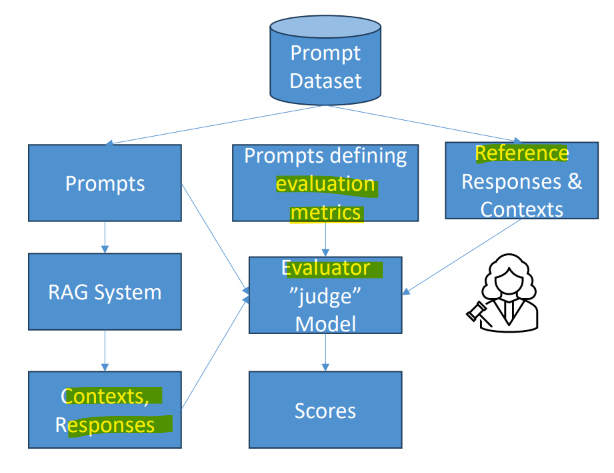 Prompt
Dataset
Prompts
Prompts defining
evaluation
metrics
Reference
Responses &
Contexts
RAG System
Evaluator
”judge”
Model
Contexts,
Responses
Scores